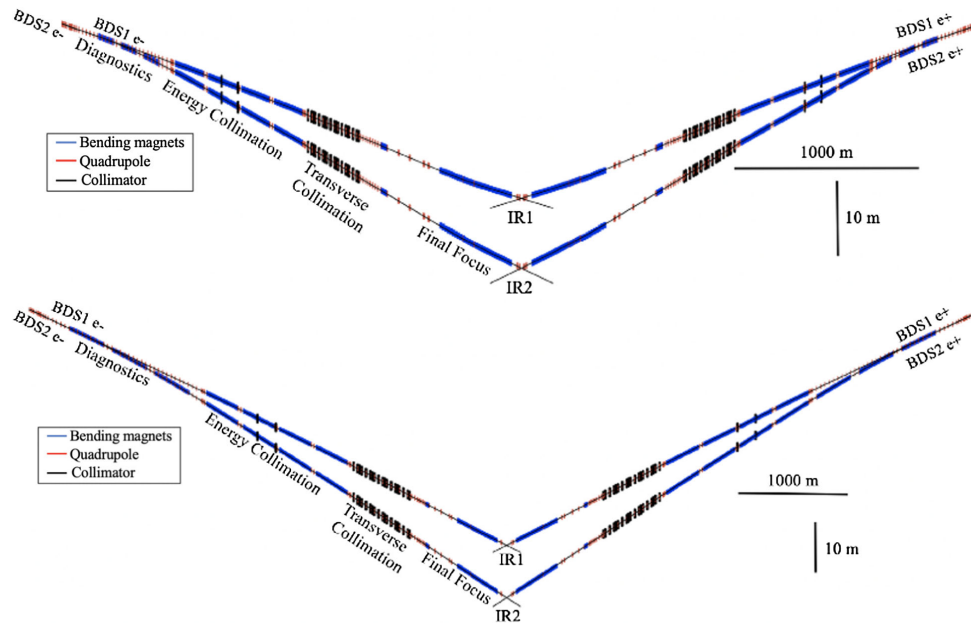 BDS2 e-
BDS1 e-
Diagnostics
Energy Collimation
Transverse
Collimation
Final Focus
IR1
IR2
BDS1 e+
BDS2 e+
Bending magnets
Quadrupole
Collimator
1000 m
10 m
BDS1 e-
BDS2 e-
Diagnostics
Energy Collimation
Transverse
Collimation
Final Focus
IR1
IR2
BDS1 e+
BDS2 e+
Bending magnets
Quadrupole
Collimator
1000 m
10 m